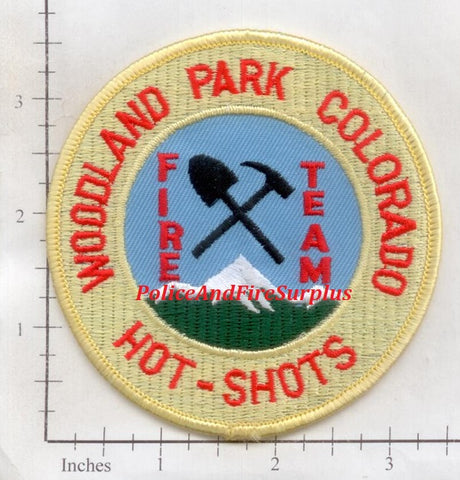 WOODLAND PARK COLORADO
FIRE
TEAM
PoliceAndFireSurplus
HOT-SHOTS
3
2
1
Inches
1
2
3